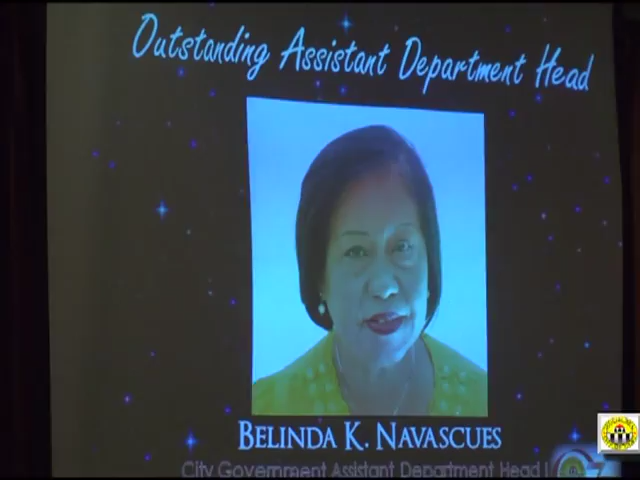 Outstanding Assistant Department Head
BELINDA K. NAVASCUES
City Government Assistant Department Head I